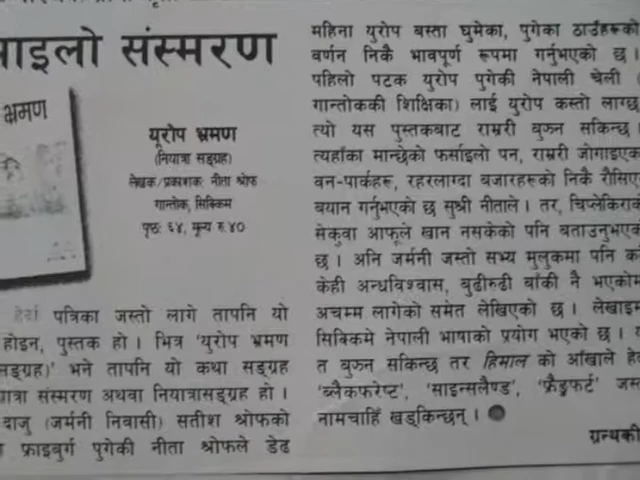 माइलो संस्मरण
भ्रमण
यूरोप भ्रमण
(नियात्रा सङ्ग्रह)
लेखक/प्रकाशक: नीता श्रोफ
गान्तोक, सिक्किम
पृष्ठ: ६४, मूल्य रु.४०
हेर्दा पत्रिका जस्तो लागे तापनि यो
होइन, पुस्तक हो । भित्र 'युरोप भ्रमण
सङ्ग्रह)' भने तापनि यो कथा सङ्ग्रह
यात्रा संस्मरण अथवा नियात्रासङ्ग्रह हो ।
दाजु (जर्मनी निवासी) सतीश श्रोफको
फ्राइबुर्ग पुगेकी नीता श्रोफले डेढ
महिना युरोप बस्ता घुमेका, पुगेका ठाउँहरूको
वर्णन निकै भावपूर्ण रूपमा गर्नुभएको छ ।
पहिलो पटक युरोप पुगेकी नेपाली चेली (
गान्तोककी शिक्षिका) लाई युरोप कस्तो लाग्छ
त्यो यस पुस्तकबाट राम्ररी बुझ्न सकिन्छ ।
त्यहाँका मान्छेको फर्साइलो पन, राम्ररी जोगाइएक
वन-पार्कहरू, रहरलाग्दा बजारहरूको निकै रौसिए
बयान गर्नुभएको छ सुश्री नीताले । तर, चिप्लेकिराक
सेकुवा आफूले खान नसकेको पनि बताउनुभएक
छ । अनि जर्मनी जस्तो सभ्य मुलुकमा पनि क
केही अन्धविश्वास, बुढीरुढी बाँकी नै भएकोम
अचम्म लागेको समेत लेखिएको छ । लेखाइम
सिक्किमे नेपाली भाषाको प्रयोग भएको छ ।
त बुझ्न सकिन्छ तर हिमाल को आँखाले हे
'ब्लैकफरेष्ट', 'साइन्सलैण्ड', 'फ्रैङ्कफर्ट' जस
नामचाहिँ खड्किन्छन् ।
ग्रन्थकी